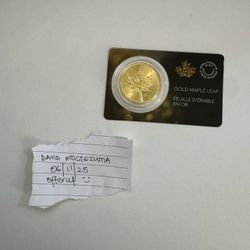 GOLD MAPLE LEAF
FEUILLE D'ÉRABLE
EN OR
DAVID MOCTEZUMA
06/11/25
offerup